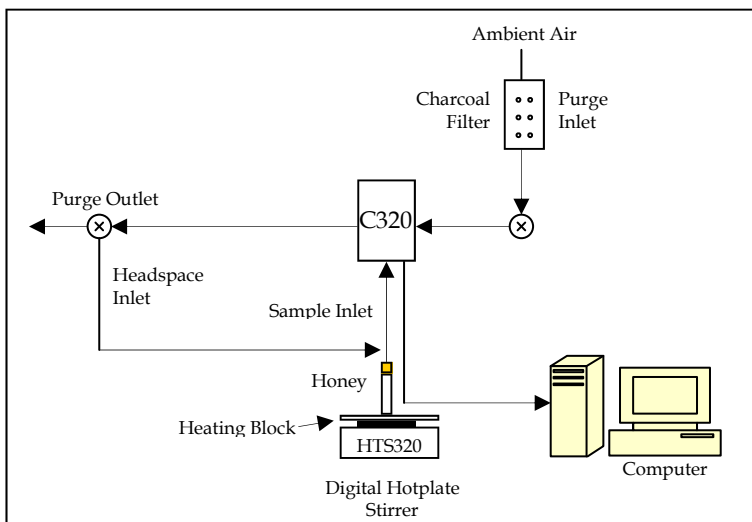 Ambient Air
Charcoal
Filter
Purge
Inlet
Purge Outlet
C320
Headspace
Inlet
Sample Inlet
Honey
Heating Block
HTS320
Computer
Digital Hotplate
Stirrer